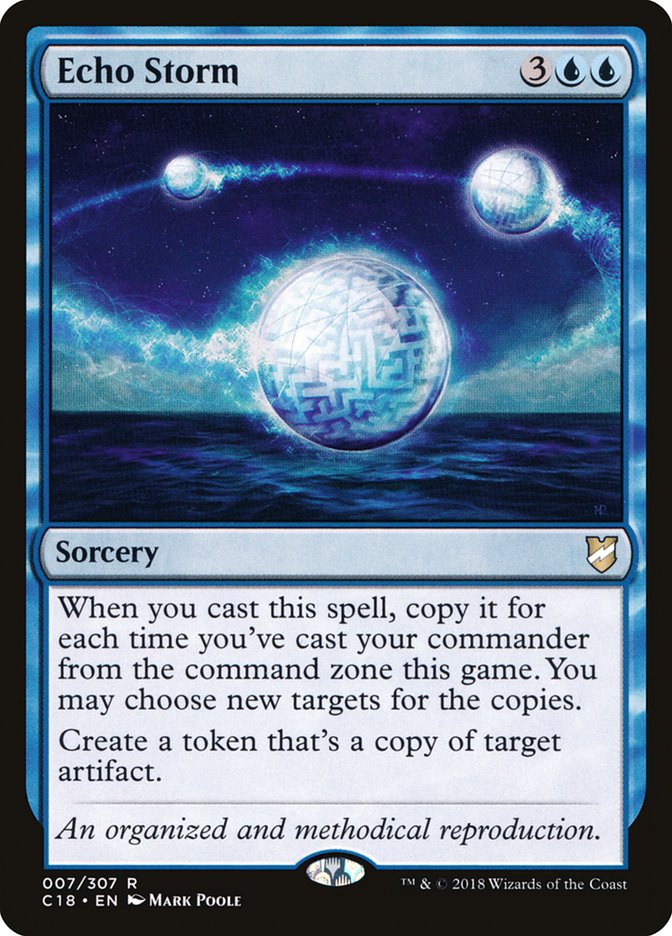 Echo Storm 3
Sorcery
When you cast this spell, copy it for
each time you've cast your commander
from the command zone this game. You
may choose new targets for the copies.
Create a token that's a copy of target
artifact.
An organized and methodical reproduction.
007/307 R
™ & © 2018 Wizards of the Coast
C18 • EN Mark Poole